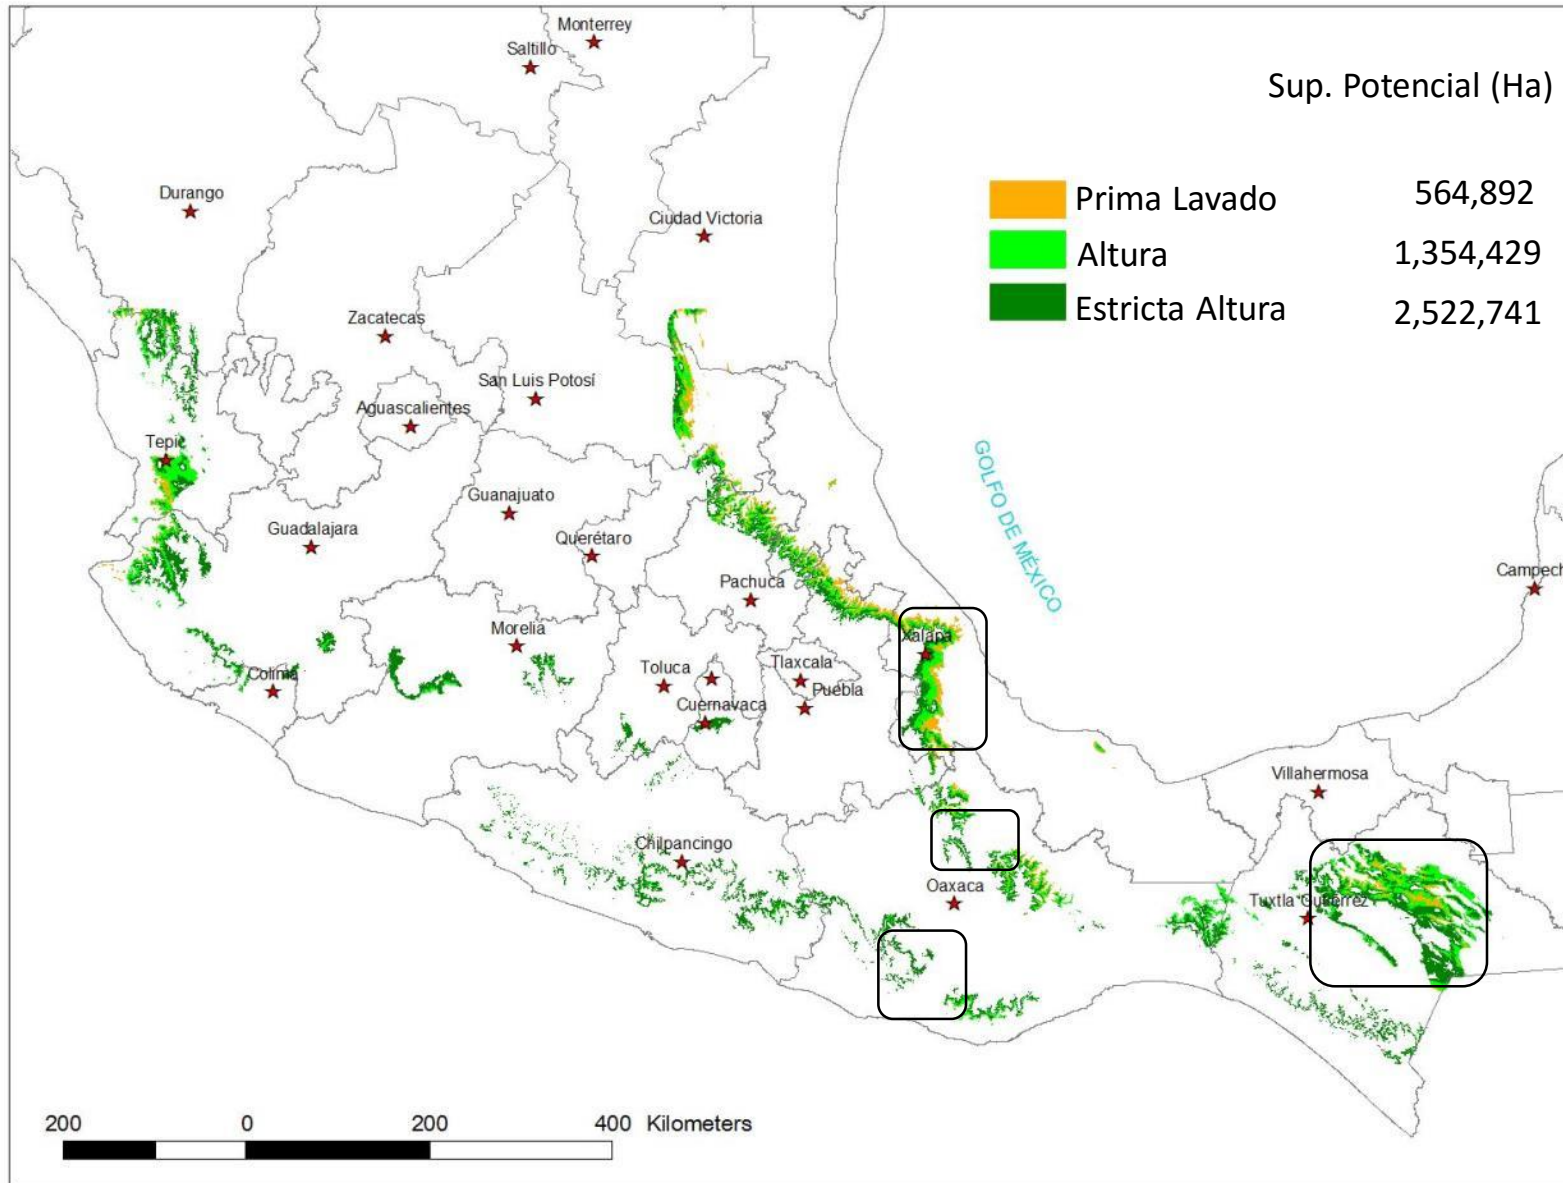 Monterrey
Saltillo
Sup. Potencial (Ha)
Durango
Ciudad Victoria
Prima Lavado 564,892
Altura 1,354,429
Estricta Altura 2,522,741
Zacatecas
San Luis Potosí
Aguascalientes
Tepic
GOLFO DE MÉXICO
Guanajuato
Guadalajara
Querétaro
Campech
Pachuca
Morelia
Xalapa
Toluca
Tlaxcala
Colima
Puebla
Cuernavaca
Villahermosa
Chilpancingo
Oaxaca
Tuxtla Gutiérrez
200 0 200 400 Kilometers